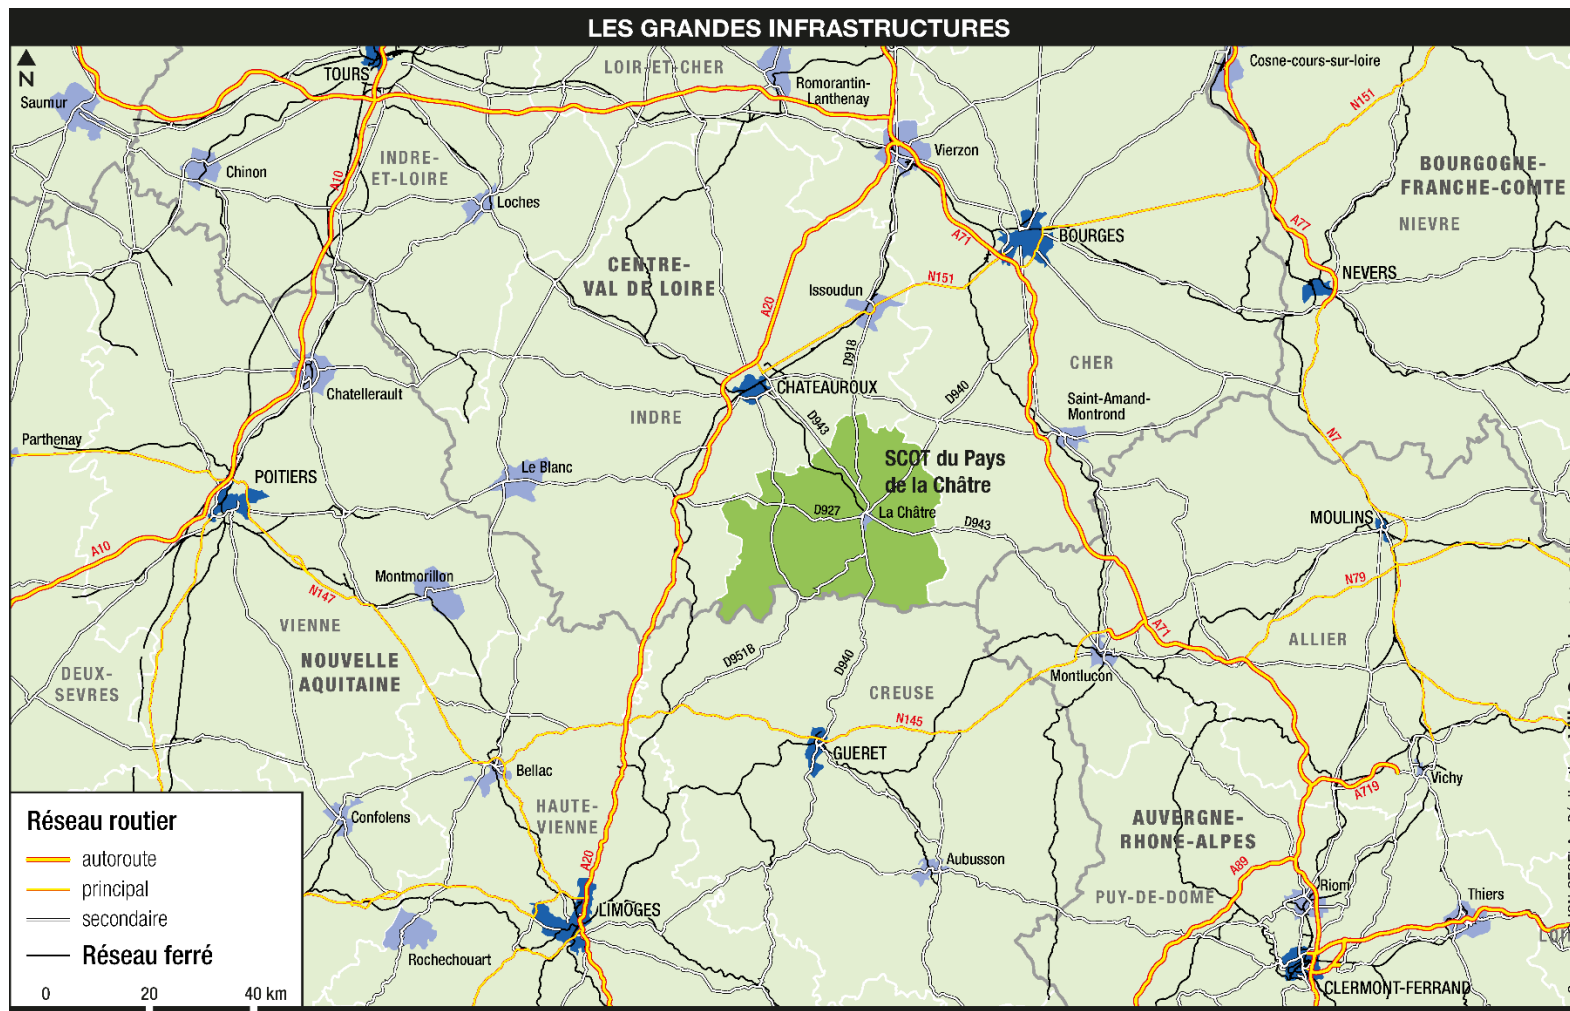 LES GRANDES INFRASTRUCTURES
N
TOURS
LOIR-ET-CHER
Cosne-cours-sur-loire
Saumur
Romorantin-
Lanthenay
N151
Chinon
INDRE-
ET-LOIRE
Vierzon
BOURGOGNE-
FRANCHE-COMTE
A10
Loches
NIEVRE
A77
A71
BOURGES
CENTRE-
VAL DE LOIRE
NEVERS
N151
Issoudun
A20
D918
CHER
CHATEAUROUX
D940
Chatellerault
Saint-Amand-
Montrond
INDRE
D943
Parthenay
N7
SCOT du Pays
de la Châtre
Le Blanc
POITIERS
D927
La Châtre
D943
MOULINS
A10
Montmorillon
N79
N147
VIENNE
A71
ALLIER
NOUVELLE
AQUITAINE
D951B
D940
DEUX-
SEVRES
Montlucon
CREUSE
N145
GUERET
Bellac
Vichy
A719
HAUTE-
VIENNE
Confolens
AUVERGNE-
RHONE-ALPES
A20
Aubusson
A89
Riom
PUY-DE-DOME
Thiers
LIMOGES
Rochechouart
CLERMONT-FERRAND
Réseau routier
autoroute
principal
secondaire
Réseau ferré
0 20 40 km